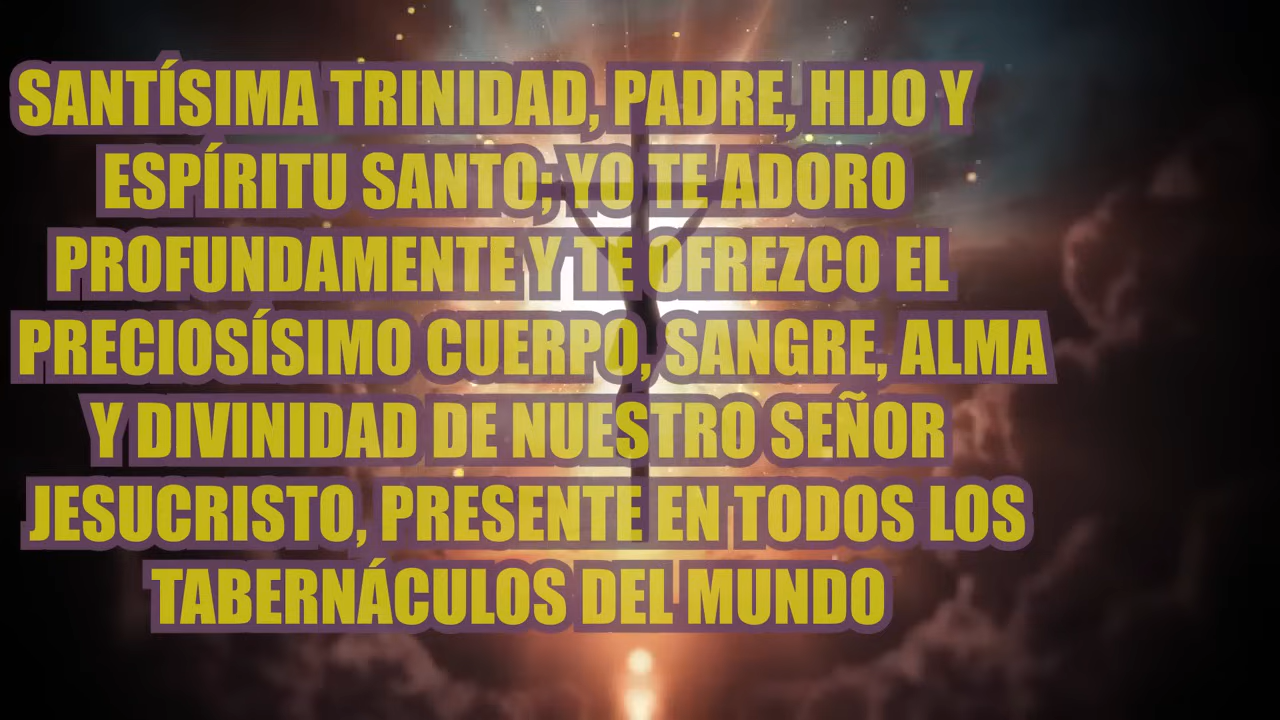 SANTÍSIMA TRINIDAD, PADRE, HIJO Y
ESPÍRITU SANTO; YO TE ADORO
PROFUNDAMENTE Y TE OFREZCO EL
PRECIOSÍSIMO CUERPO, SANGRE, ALMA
Y DIVINIDAD DE NUESTRO SEÑOR
JESUCRISTO, PRESENTE EN TODOS LOS
TABERNÁCULOS DEL MUNDO